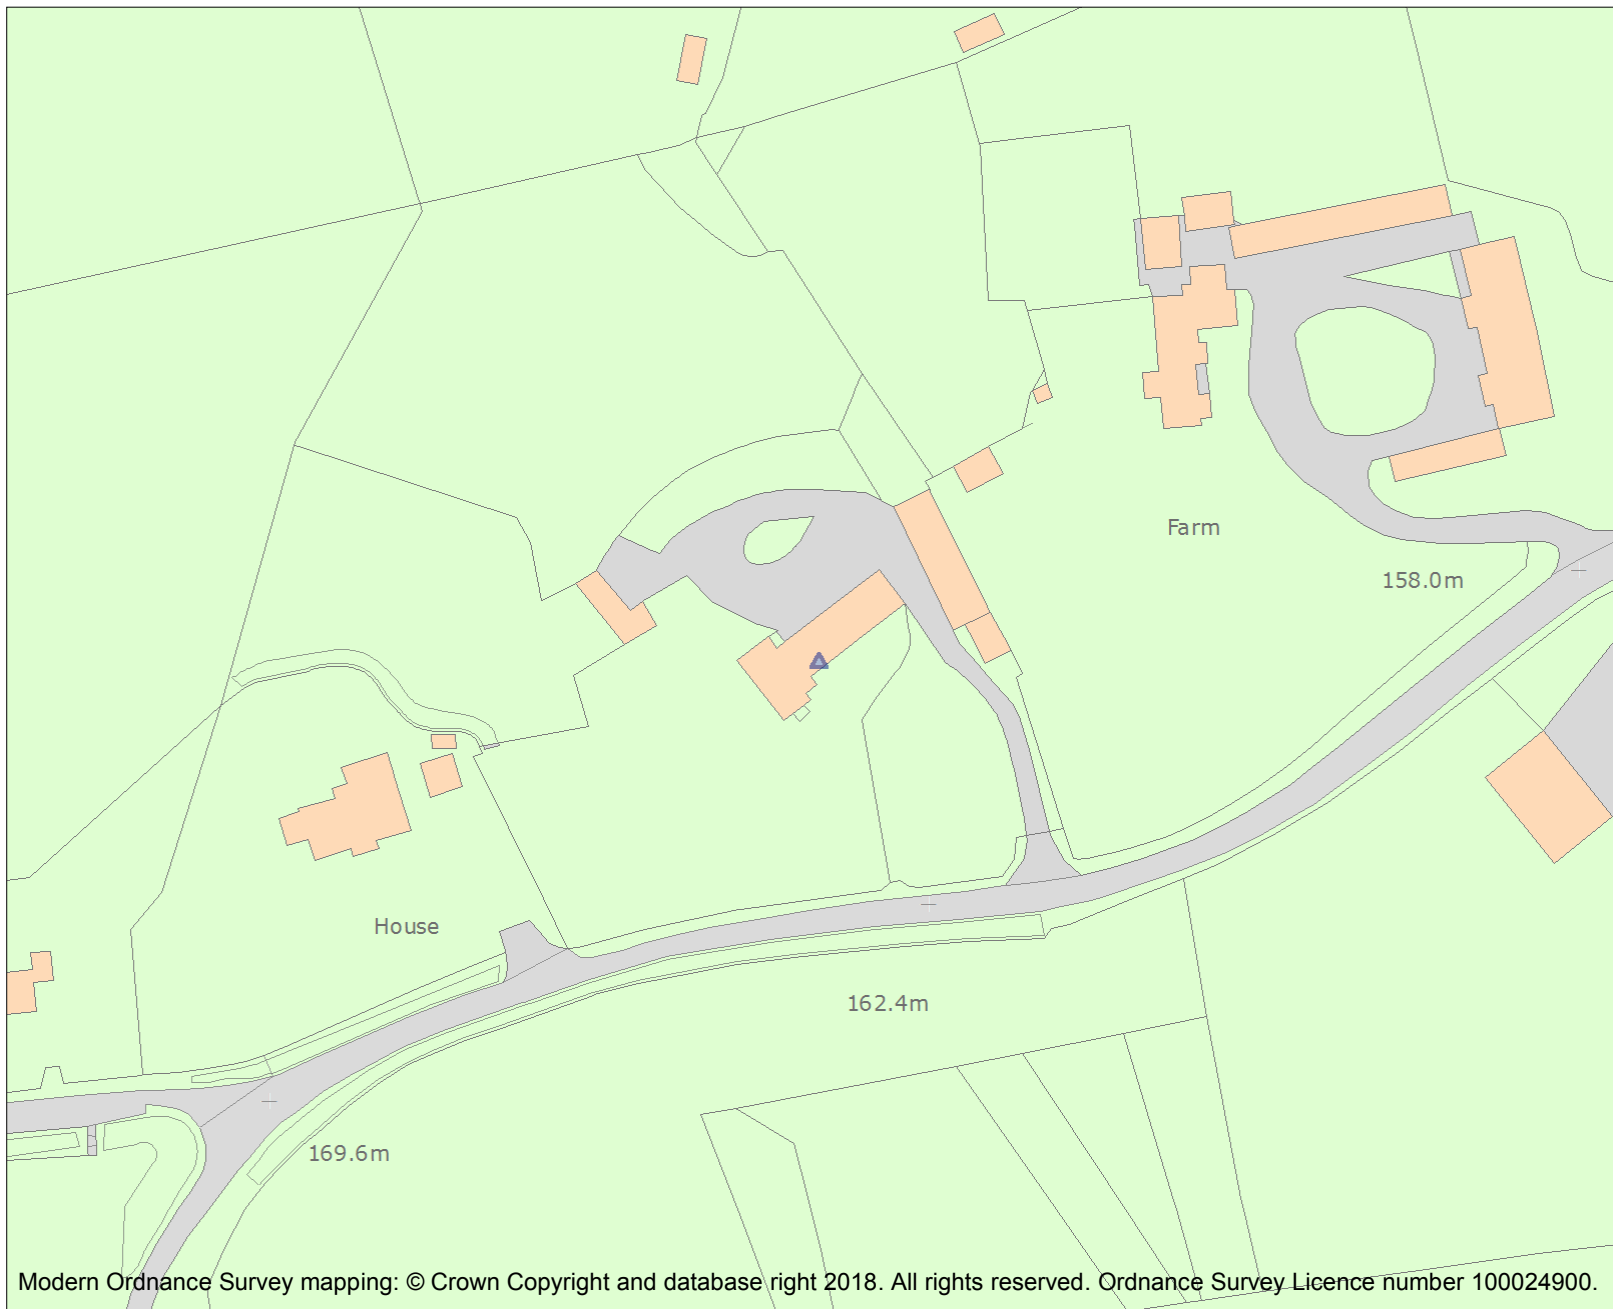 Farm
158.0m
House
162.4m
169.6m
Modern Ordnance Survey mapping: © Crown Copyright and database right 2018. All rights reserved. Ordnance Survey Licence number 100024900.